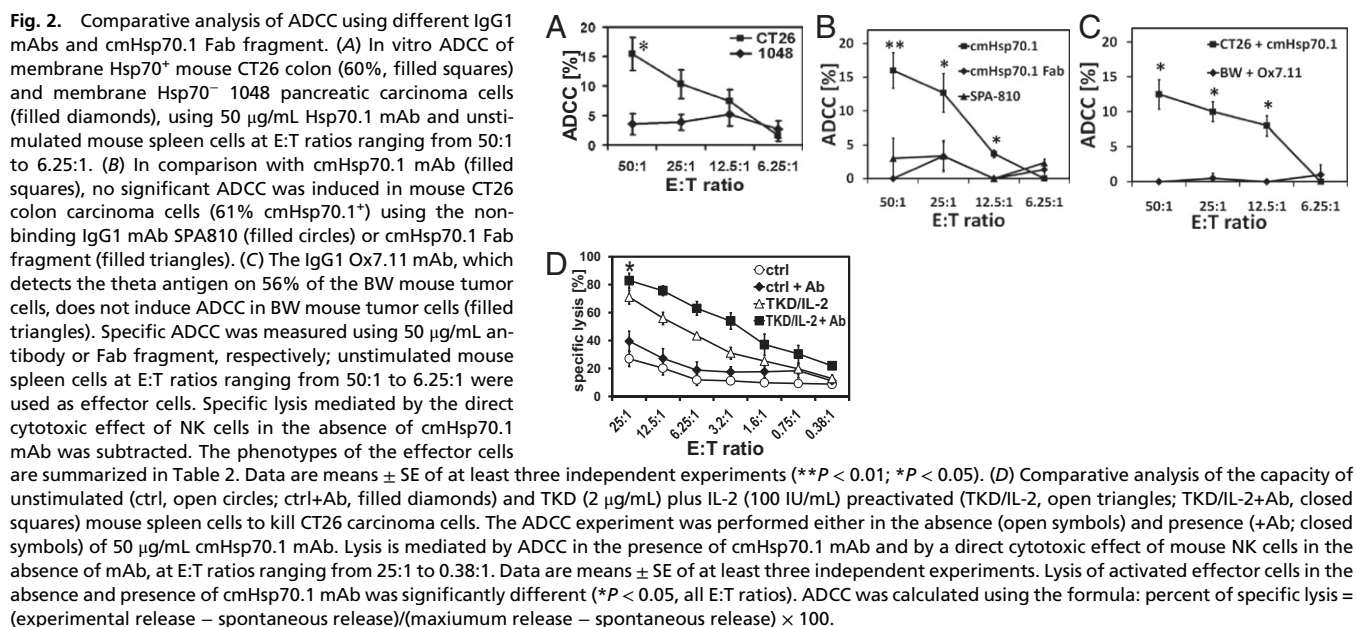 Fig. 2. Comparative analysis of ADCC using different IgG1
mAbs and cmHsp70.1 Fab fragment. (A) In vitro ADCC of
membrane Hsp70⁺ mouse CT26 colon (60%, filled squares)
and membrane Hsp70⁻ 1048 pancreatic carcinoma cells
(filled diamonds), using 50 μg/mL Hsp70.1 mAb and unsti-
mulated mouse spleen cells at E:T ratios ranging from 50:1
to 6.25:1. (B) In comparison with cmHsp70.1 mAb (filled
squares), no significant ADCC was induced in mouse CT26
colon carcinoma cells (61% cmHsp70.1⁺) using the non-
binding IgG1 mAb SPA810 (filled circles) or cmHsp70.1 Fab
fragment (filled triangles). (C) The IgG1 Ox7.11 mAb, which
detects the theta antigen on 56% of the BW mouse tumor
cells, does not induce ADCC in BW mouse tumor cells (filled
triangles). Specific ADCC was measured using 50 μg/mL an-
tibody or Fab fragment, respectively; unstimulated mouse
spleen cells at E:T ratios ranging from 50:1 to 6.25:1 were
used as effector cells. Specific lysis mediated by the direct
cytotoxic effect of NK cells in the absence of cmHsp70.1
mAb was subtracted. The phenotypes of the effector cells
are summarized in Table 2. Data are means ± SE of at least three independent experiments (**P < 0.01; *P < 0.05). (D) Comparative analysis of the capacity of
unstimulated (ctrl, open circles; ctrl+Ab, filled diamonds) and TKD (2 μg/mL) plus IL-2 (100 IU/mL) preactivated (TKD/IL-2, open triangles; TKD/IL-2+Ab, closed
squares) mouse spleen cells to kill CT26 carcinoma cells. The ADCC experiment was performed either in the absence (open symbols) and presence (+Ab; closed
symbols) of 50 μg/mL cmHsp70.1 mAb. Lysis is mediated by ADCC in the presence of cmHsp70.1 mAb and by a direct cytotoxic effect of mouse NK cells in the
absence of mAb, at E:T ratios ranging from 25:1 to 0.38:1. Data are means ± SE of at least three independent experiments. Lysis of activated effector cells in the
absence and presence of cmHsp70.1 mAb was significantly different (*P < 0.05, all E:T ratios). ADCC was calculated using the formula: percent of specific lysis =
(experimental release − spontaneous release)/(maxiumum release − spontaneous release) × 100.
A
ADCC [%]
20
15
10
5
0
*
CT26
1048
50:1 25:1 12.5:1 6.25:1
E:T ratio
B
ADCC [%]
20
15
10
5
0
**
*
*
cmHsp70.1
cmHsp70.1 Fab
SPA-810
50:1 25:1 12.5:1 6.25:1
E:T ratio
C
ADCC [%]
20
15
10
5
0
*
*
*
CT26 + cmHsp70.1
BW + Ox7.11
50:1 25:1 12.5:1 6.25:1
E:T ratio
D
specific lysis [%]
100
80
60
40
20
0
*
ctrl
ctrl + Ab
TKD/IL-2
TKD/IL-2 + Ab
25:1 12.5:1 6.25:1 3.2:1 1.6:1 0.75:1 0.38:1
E:T ratio